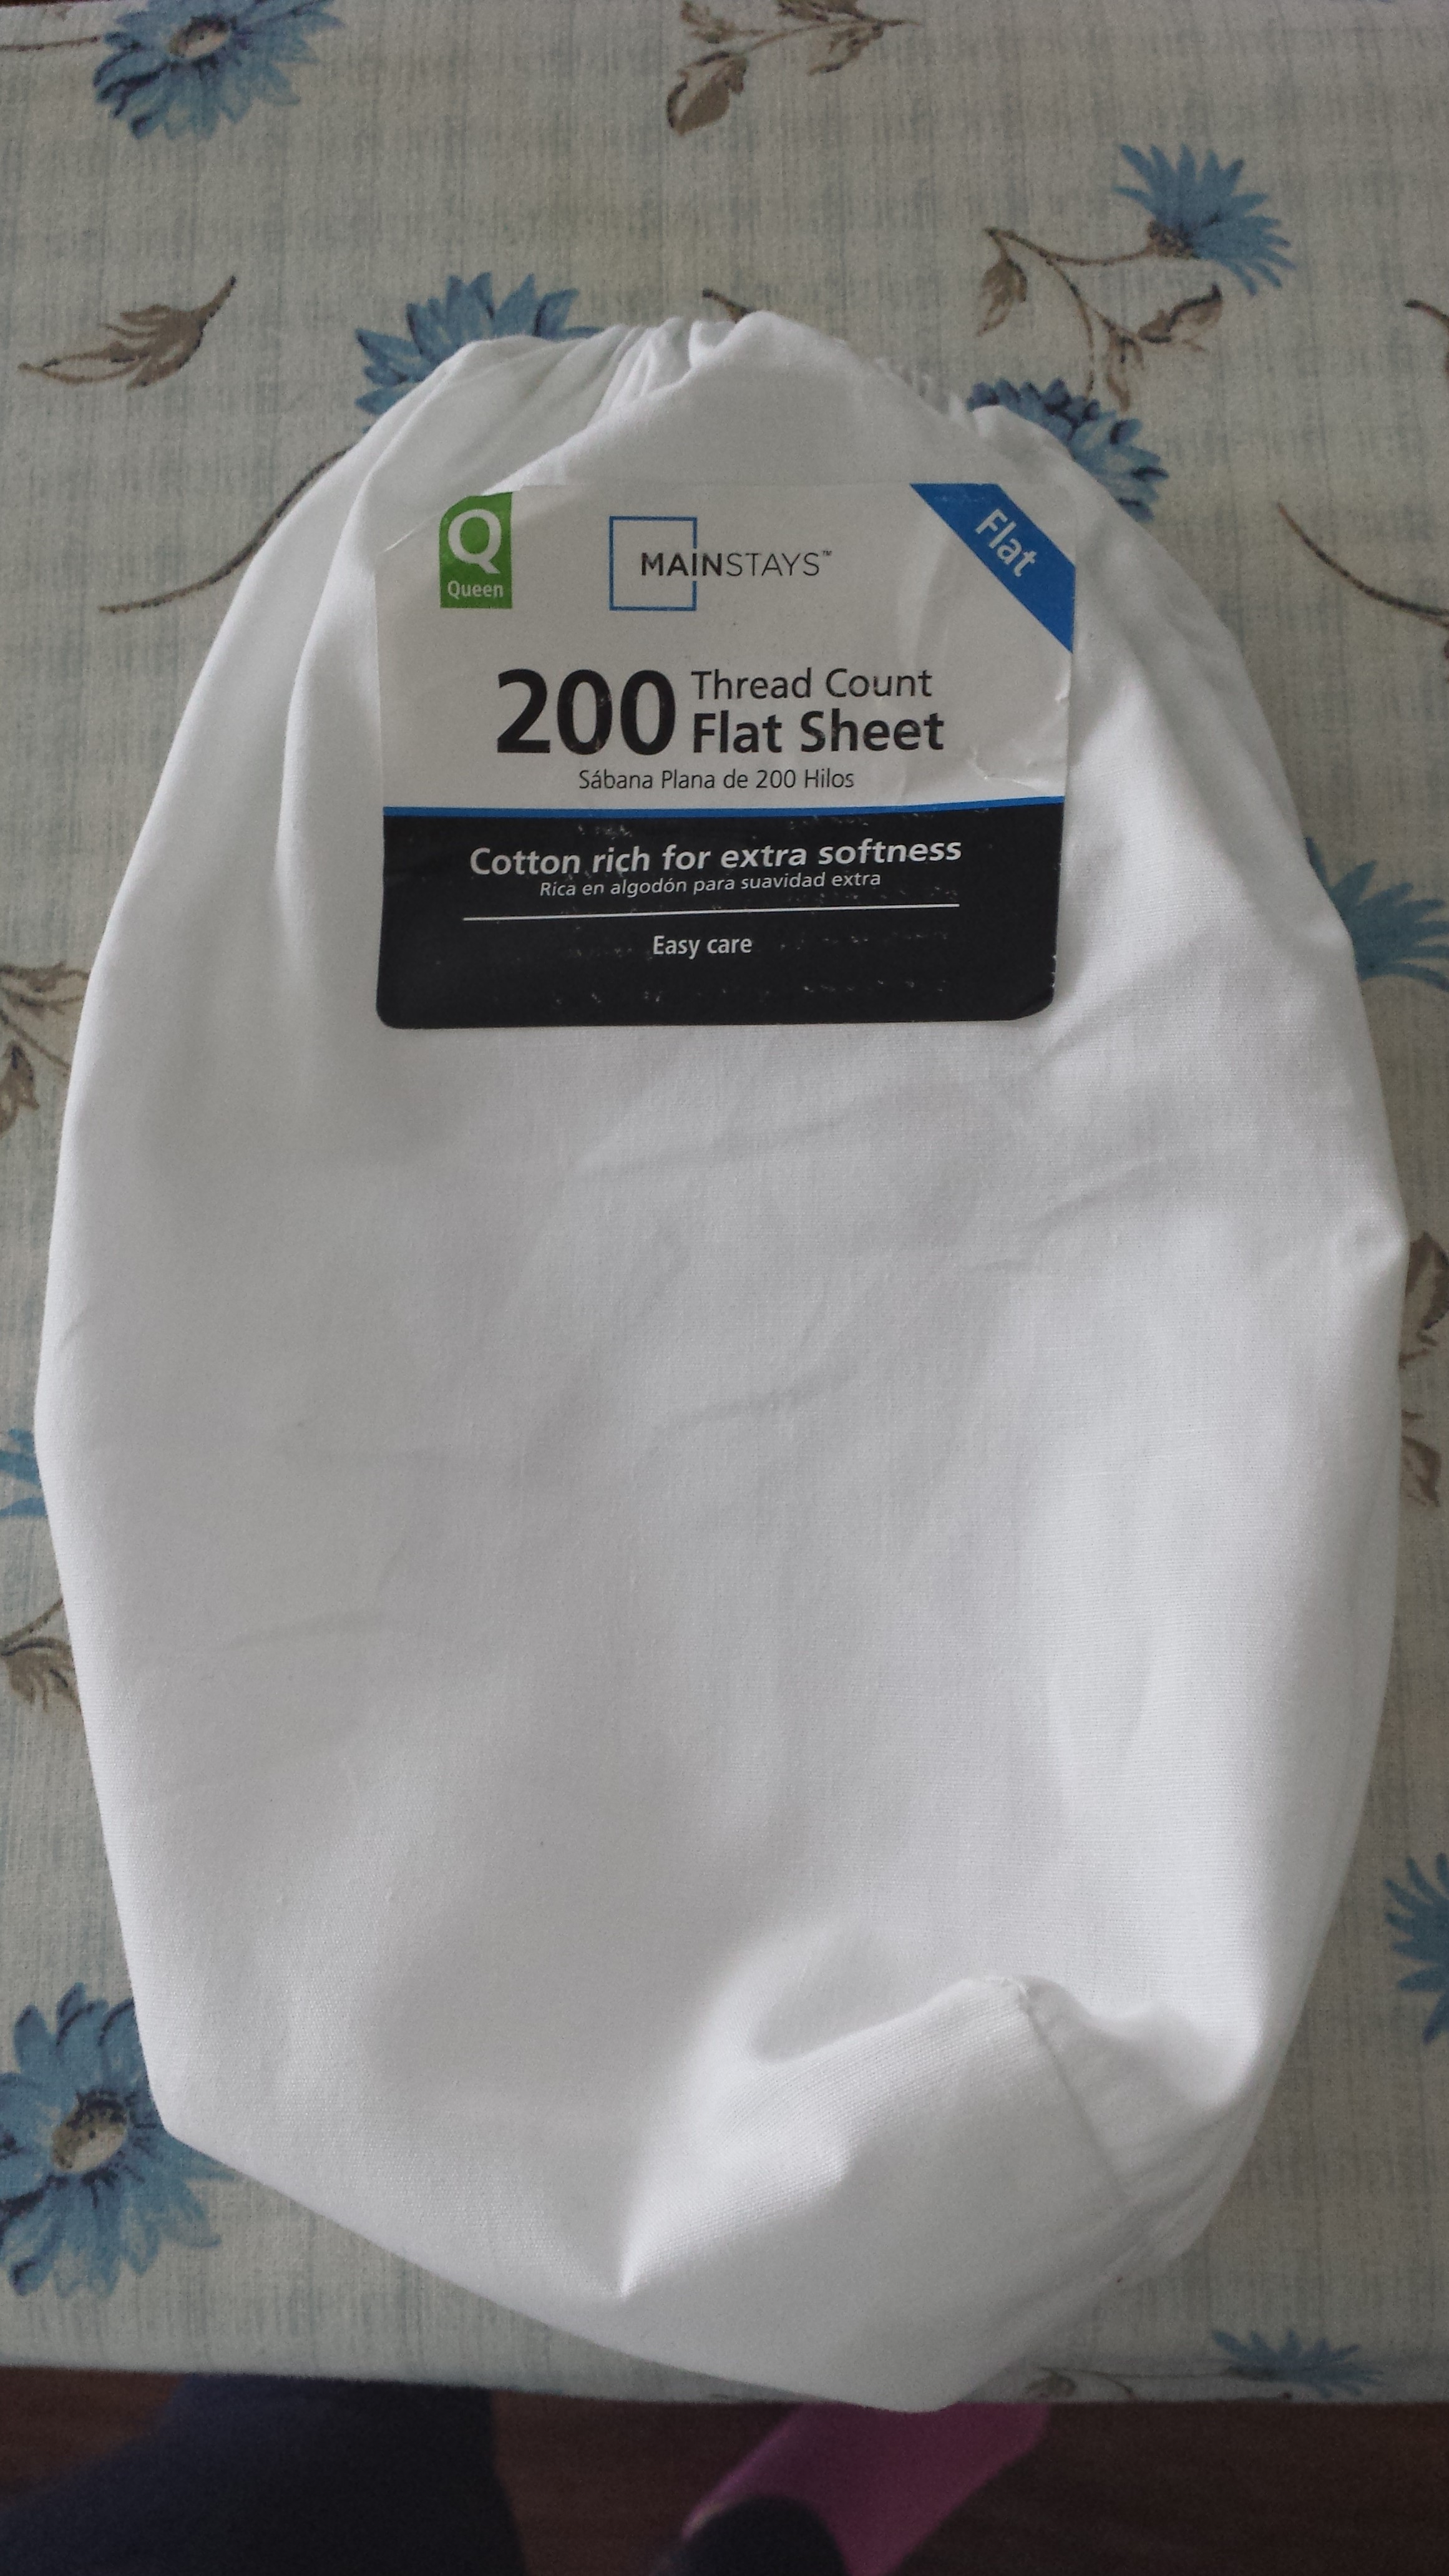 Q
Queen
MAINSTAYS™
Flat
200 Thread Count
Flat Sheet
Sábana Plana de 200 Hilos
Cotton rich for extra softness
Rica en algodón para suavidad extra
Easy care